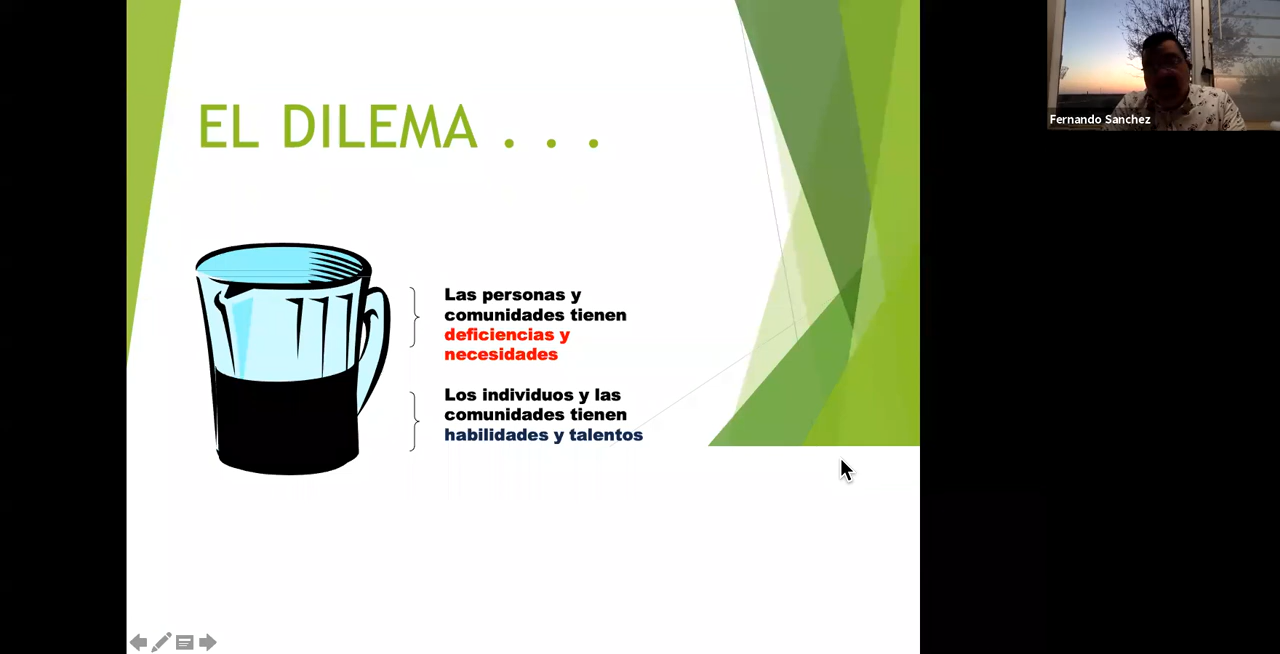 EL DILEMA . . .
Las personas y
comunidades tienen
deficiencias y
necesidades
Los individuos y las
comunidades tienen
habilidades y talentos
Fernando Sanchez